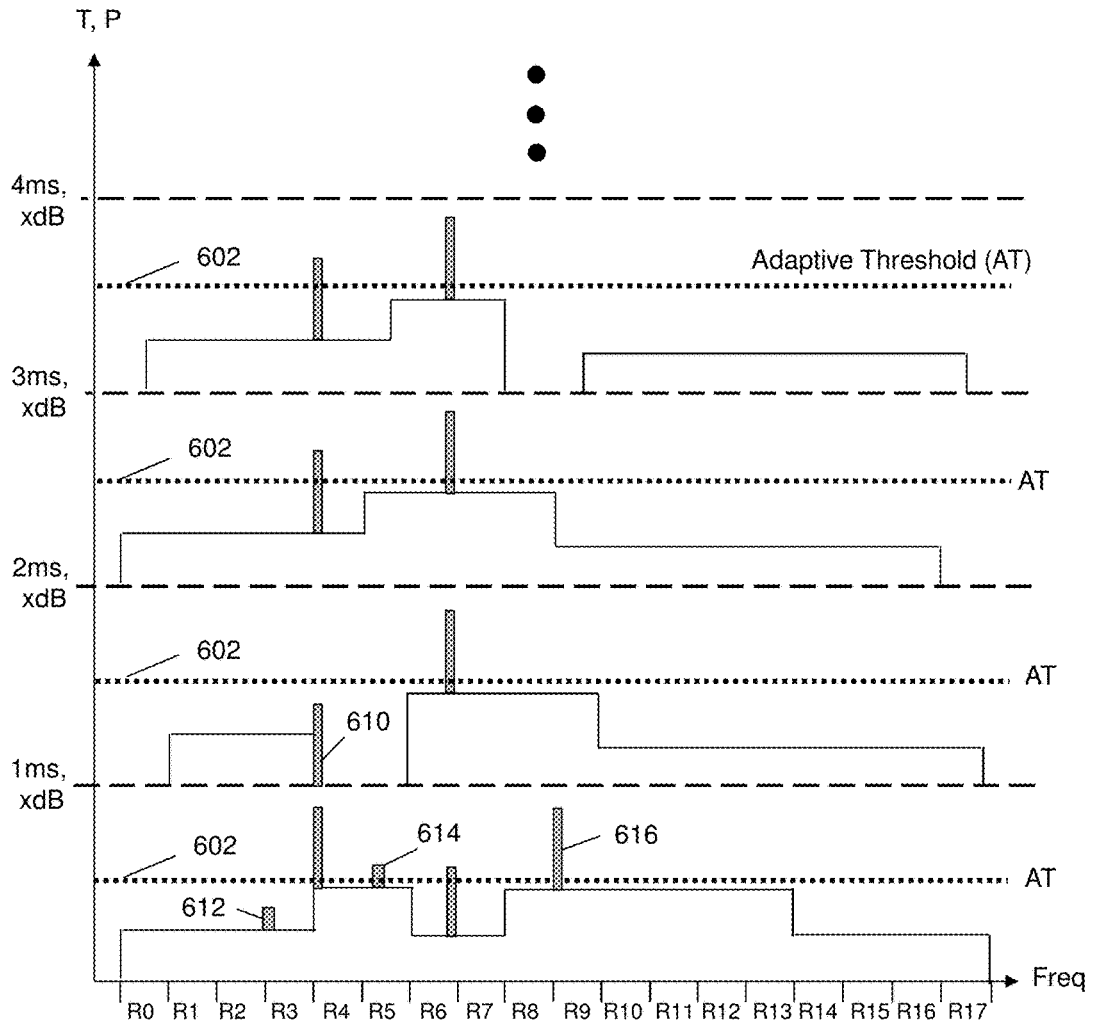 T, P
4ms,
xdB
602
Adaptive Threshold (AT)
3ms,
xdB
602
AT
2ms,
xdB
602
AT
610
1ms,
xdB
602
614
616
AT
612
Freq
R0 R1 R2 R3 R4 R5 R6 R7 R8 R9 R10 R11 R12 R13 R14 R15 R16 R17